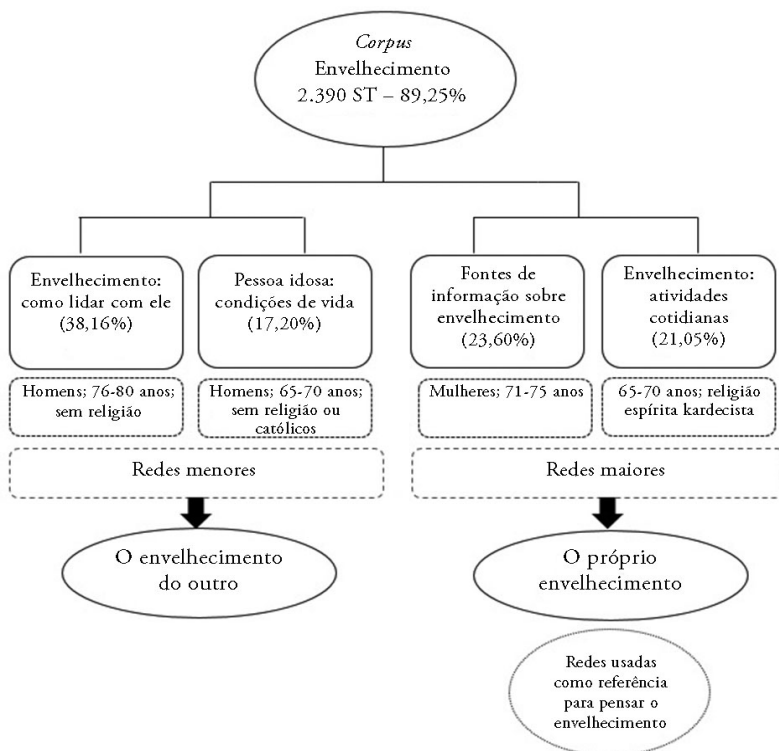 Corpus
Envelhecimento
2.390 ST – 89,25%
Envelhecimento:
como lidar com ele
(38,16%)
Pessoa idosa:
condições de vida
(17,20%)
Fontes de
informação sobre
envelhecimento
(23,60%)
Envelhecimento:
atividades
cotidianas
(21,05%)
Homens; 76-80 anos;
sem religião
Homens; 65-70 anos;
sem religião ou
católicos
Mulheres; 71-75 anos
65-70 anos; religião
espírita kardecista
Redes menores
Redes maiores
O envelhecimento
do outro
O próprio
envelhecimento
Redes usadas
como referência
para pensar o
envelhecimento